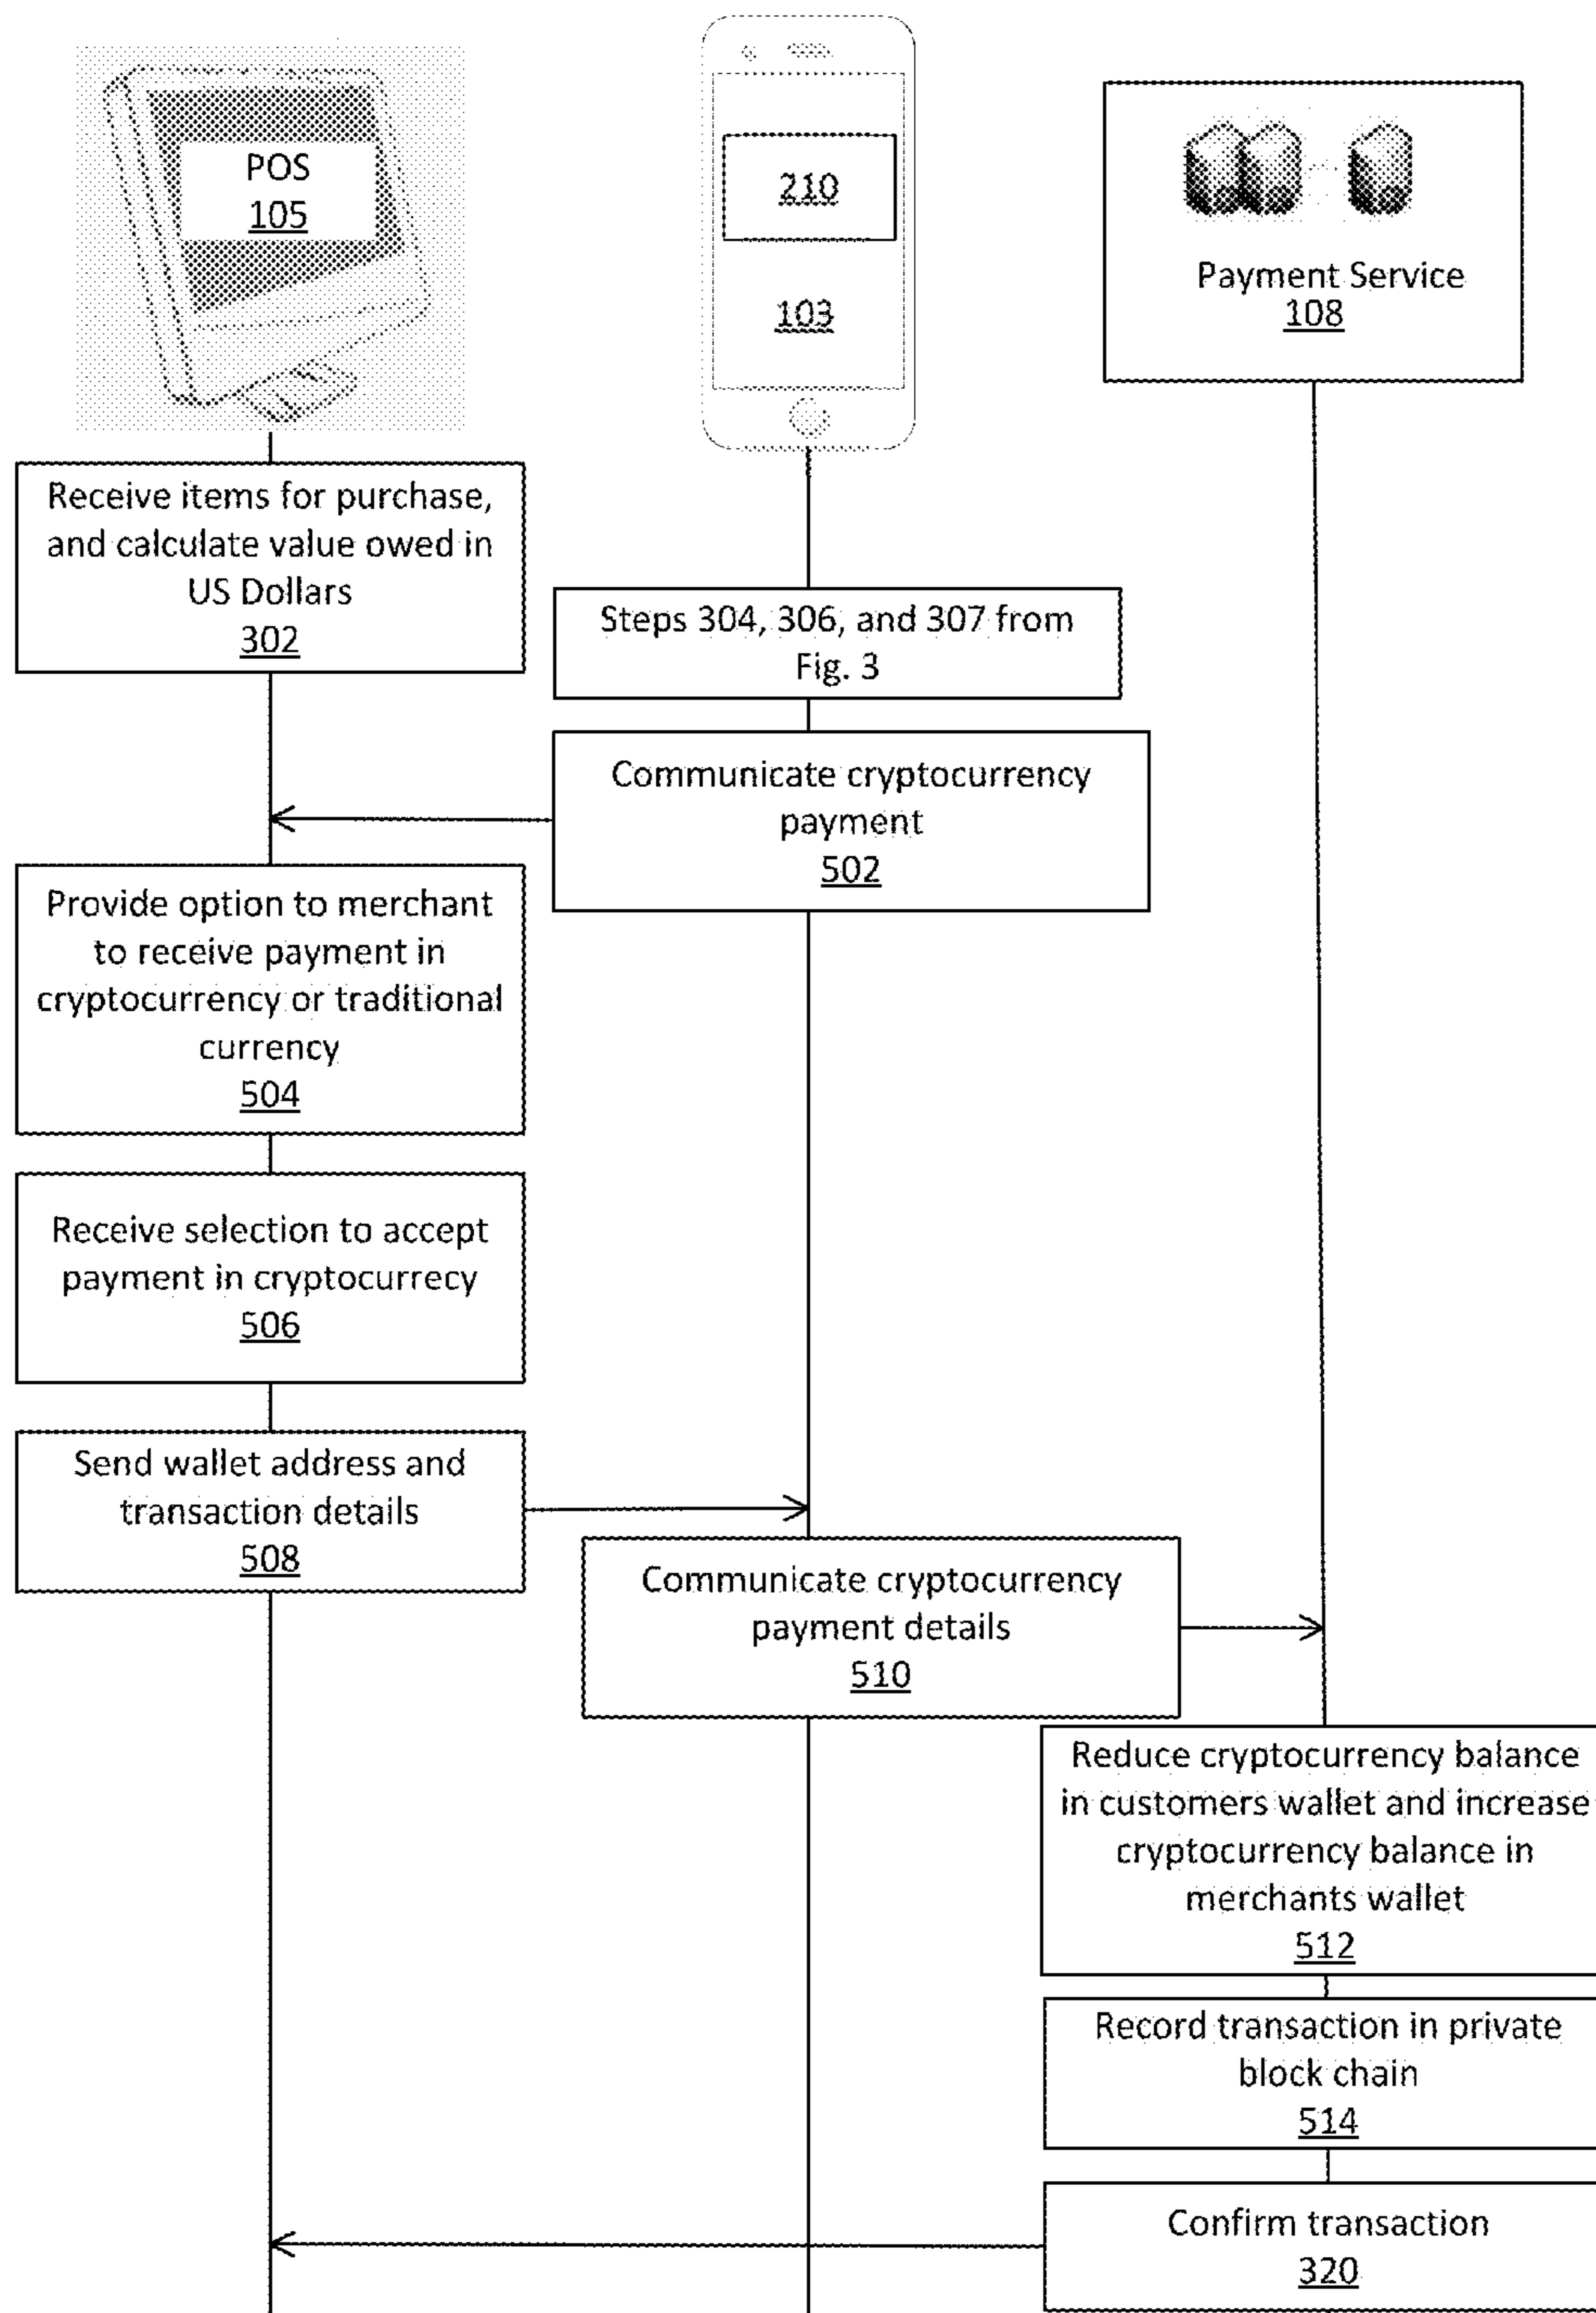 POS
105
210
103
Payment Service
108
Receive items for purchase,
and calculate value owed in
US Dollars
302
Steps 304, 306, and 307 from
Fig. 3
Communicate cryptocurrency
payment
502
Provide option to merchant
to receive payment in
cryptocurrency or traditional
currency
504
Receive selection to accept
payment in cryptocurrecy
506
Send wallet address and
transaction details
508
Communicate cryptocurrency
payment details
510
Reduce cryptocurrency balance
in customers wallet and increase
cryptocurrency balance in
merchants wallet
512
Record transaction in private
block chain
514
Confirm transaction
320